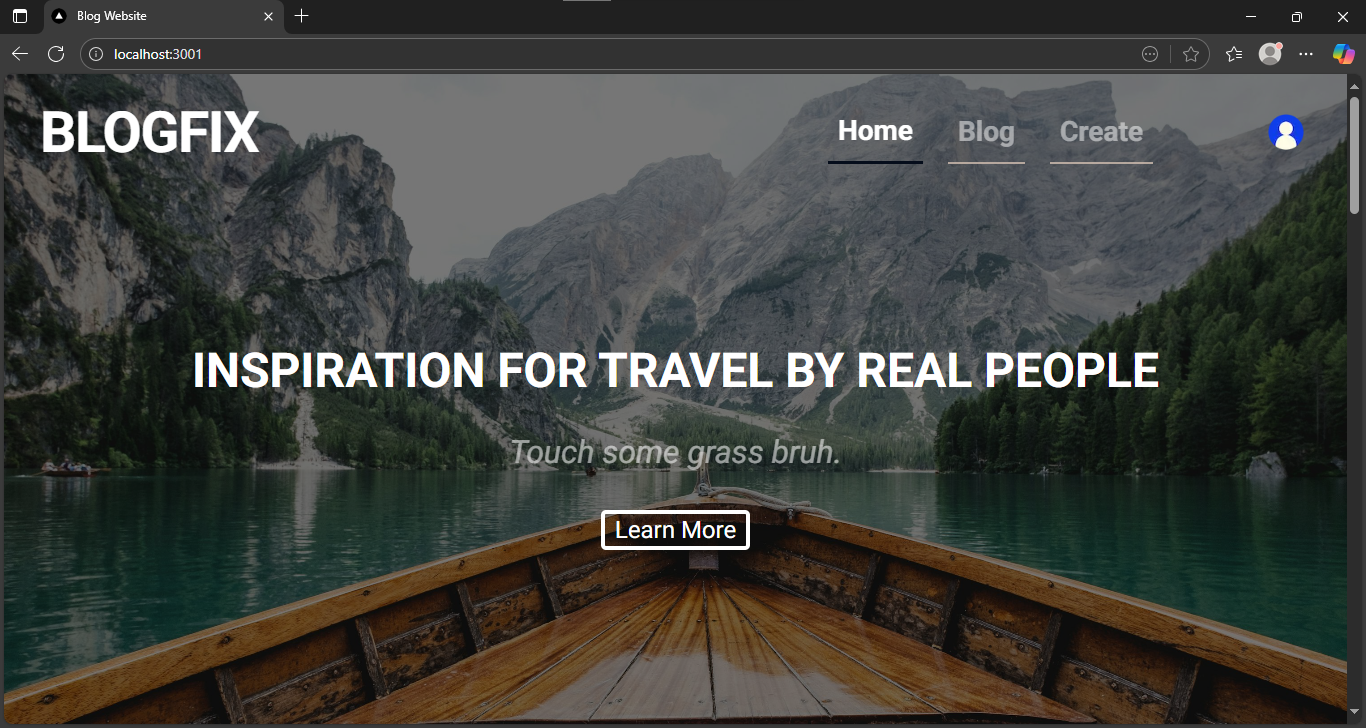 Blog Website
localhost:3001
BLOGFIX
Home Blog Create
INSPIRATION FOR TRAVEL BY REAL PEOPLE
Touch some grass bruh.
Learn More